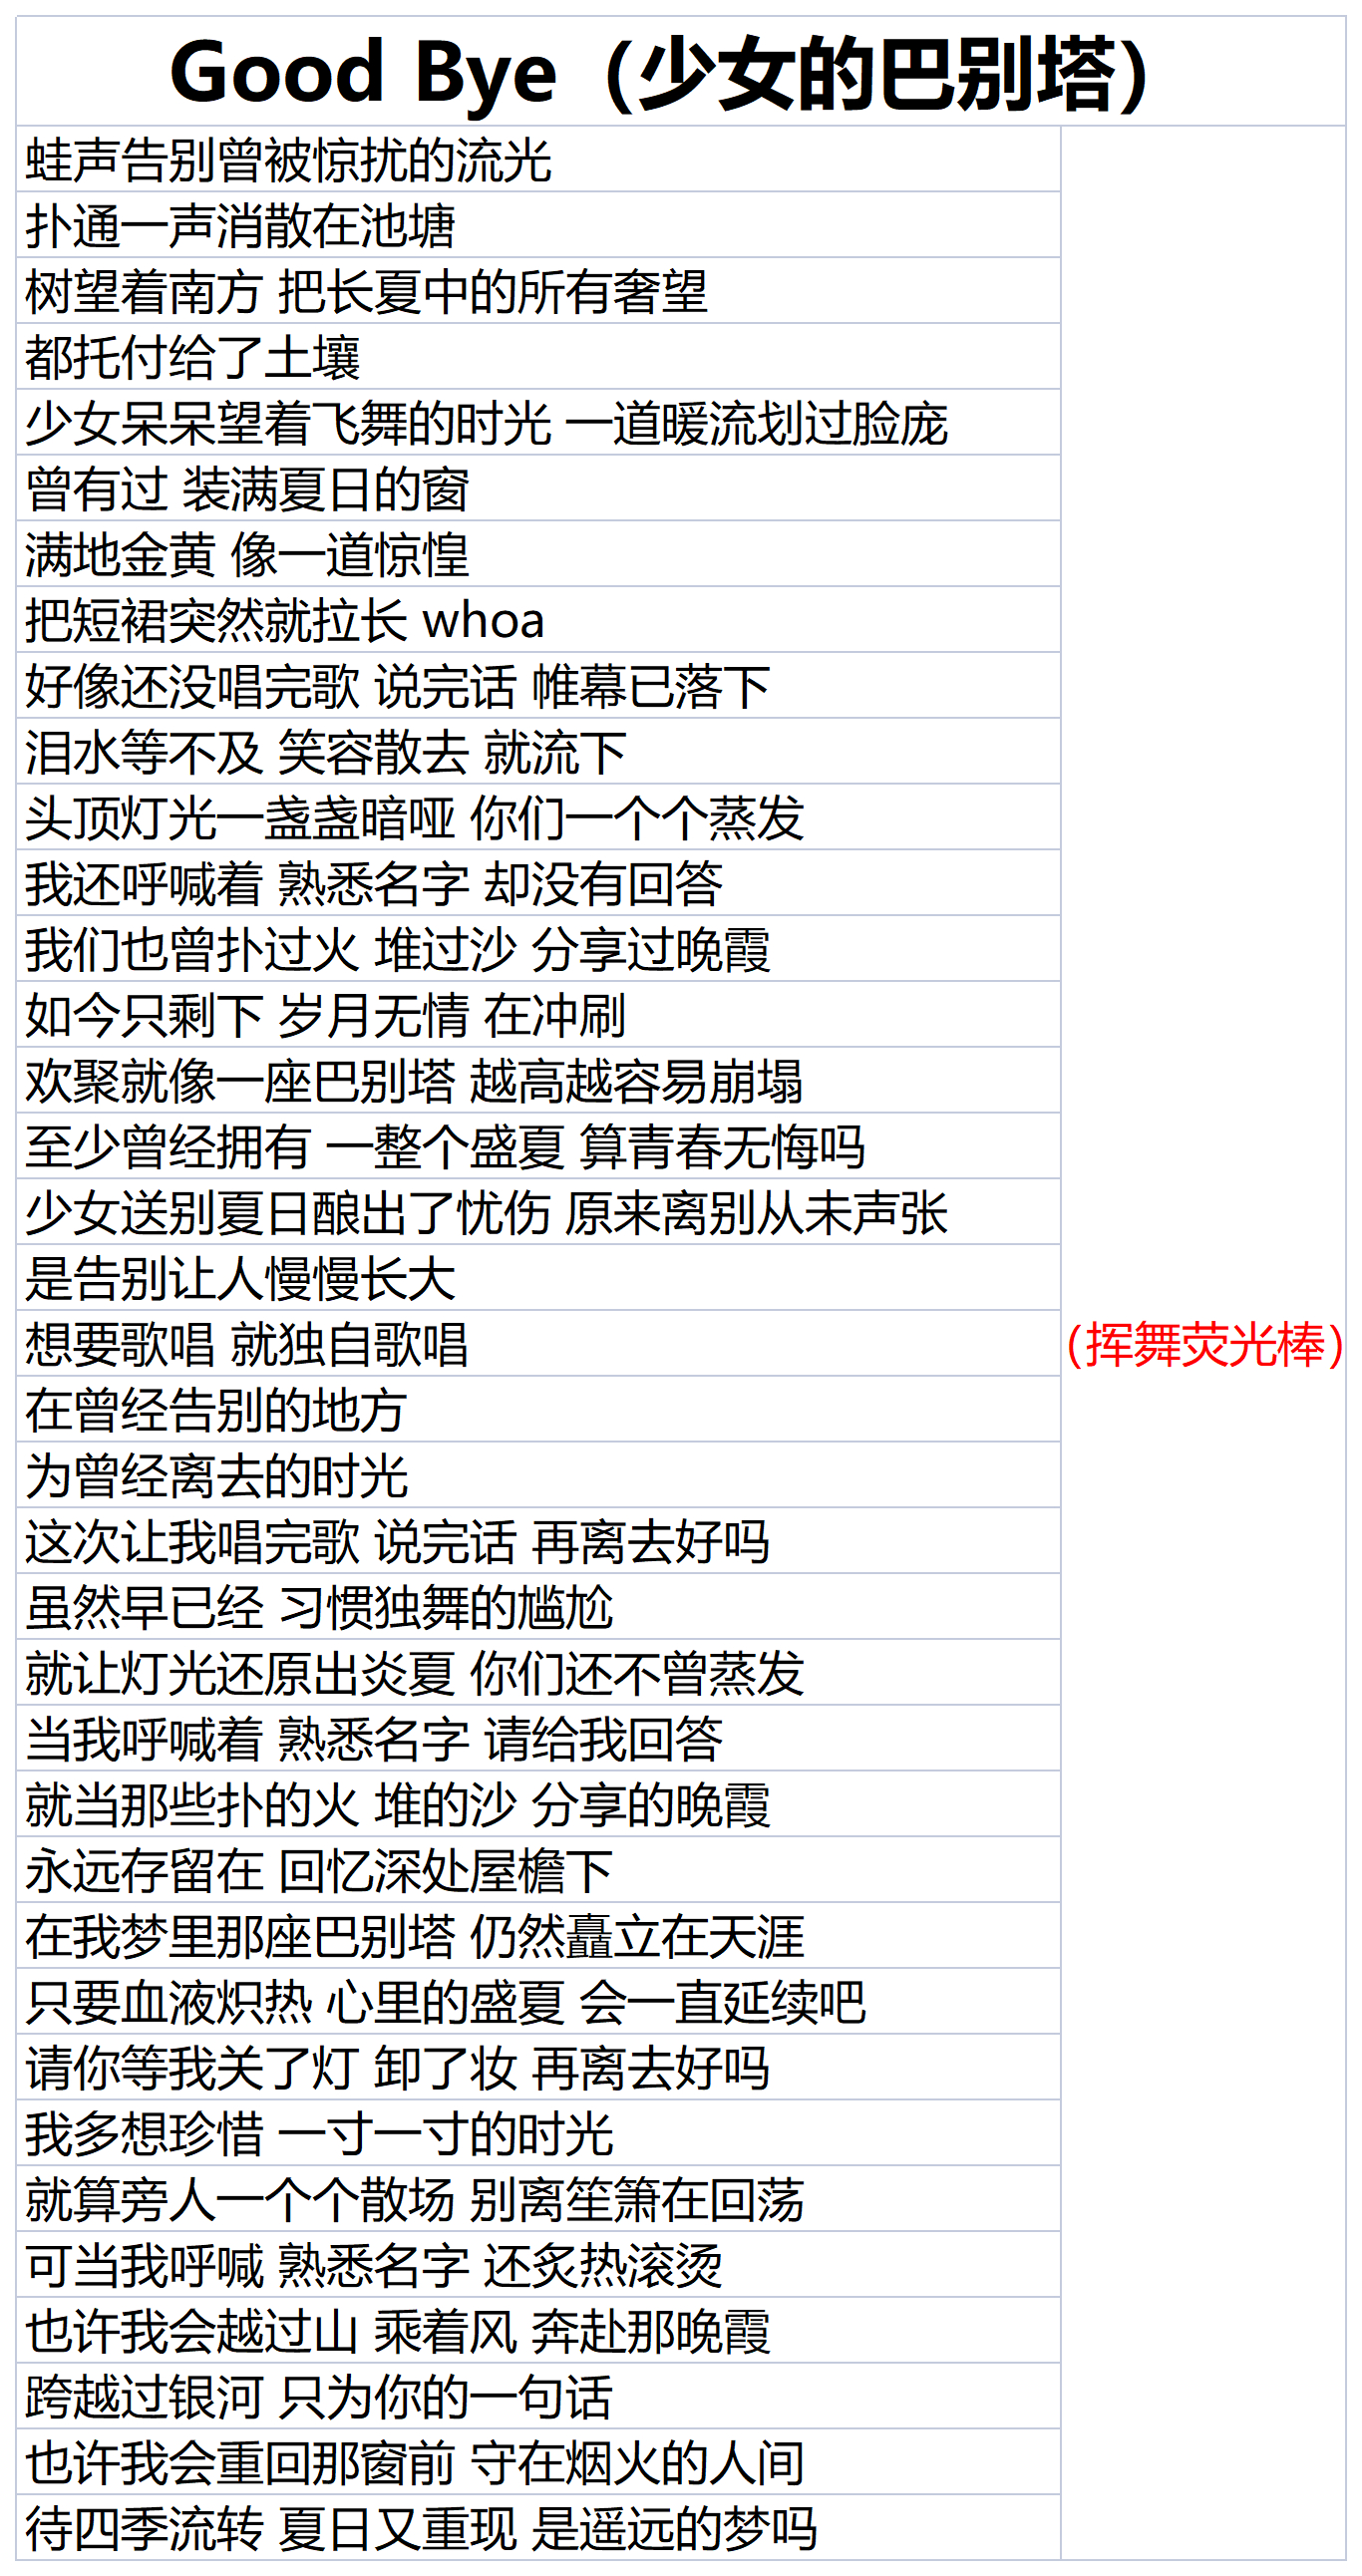 Good Bye（少女的巴别塔）
蛙声告别曾被惊扰的流光
扑通一声消散在池塘
树望着南方 把长夏中的所有奢望
都托付给了土壤
少女呆呆望着飞舞的时光 一道暖流划过脸庞
曾有过 装满夏日的窗
满地金黄 像一道惊惶
把短裙突然就拉长 whoa
好像还没唱完歌 说完话 帷幕已落下
泪水等不及 笑容散去 就流下
头顶灯光一盏盏暗哑 你们一个个蒸发
我还呼喊着 熟悉名字 却没有回答
我们也曾扑过火 堆过沙 分享过晚霞
如今只剩下 岁月无情 在冲刷
欢聚就像一座巴别塔 越高越容易崩塌
至少曾经拥有 一整个盛夏 算青春无悔吗
少女送别夏日酿出了忧伤 原来离别从未声张
是告别让人慢慢长大
想要歌唱 就独自歌唱
（挥舞荧光棒）
在曾经告别的地方
为曾经离去的时光
这次让我唱完歌 说完话 再离去好吗
虽然早已经 习惯独舞的尴尬
就让灯光还原出炎夏 你们还不曾蒸发
当我呼喊着 熟悉名字 请给我回答
就当那些扑的火 堆的沙 分享的晚霞
永远存留在 回忆深处屋檐下
在我梦里那座巴别塔 仍然矗立在天涯
只要血液炽热 心里的盛夏 会一直延续吧
请你等我关了灯 卸了妆 再离去好吗
我多想珍惜 一寸一寸的时光
就算旁人一个个散场 别离笙箫在回荡
可当我呼喊 熟悉名字 还炙热滚烫
也许我会越过山 乘着风 奔赴那晚霞
跨越过银河 只为你的一句话
也许我会重回那窗前 守在烟火的人间
待四季流转 夏日又重现 是遥远的梦吗